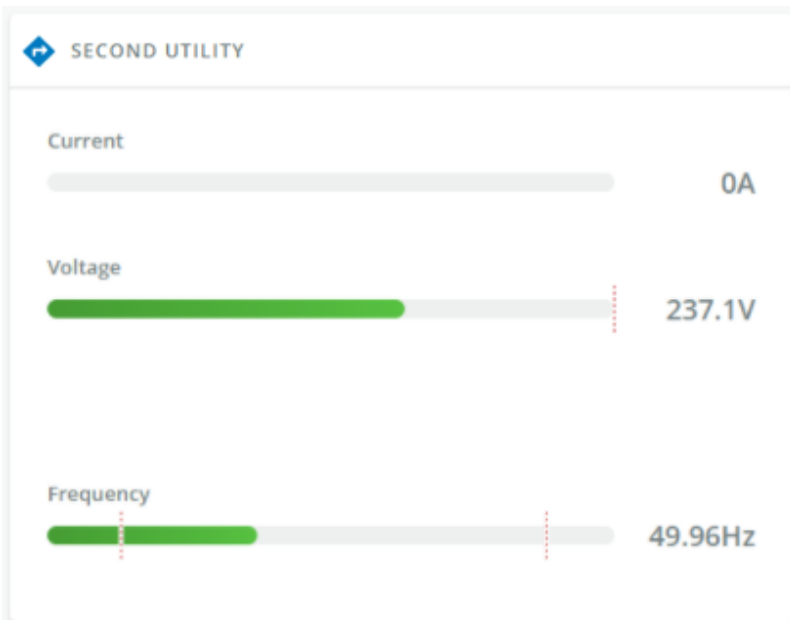 SECOND UTILITY
Current
0A
Voltage
237.1V
Frequency
49.96Hz